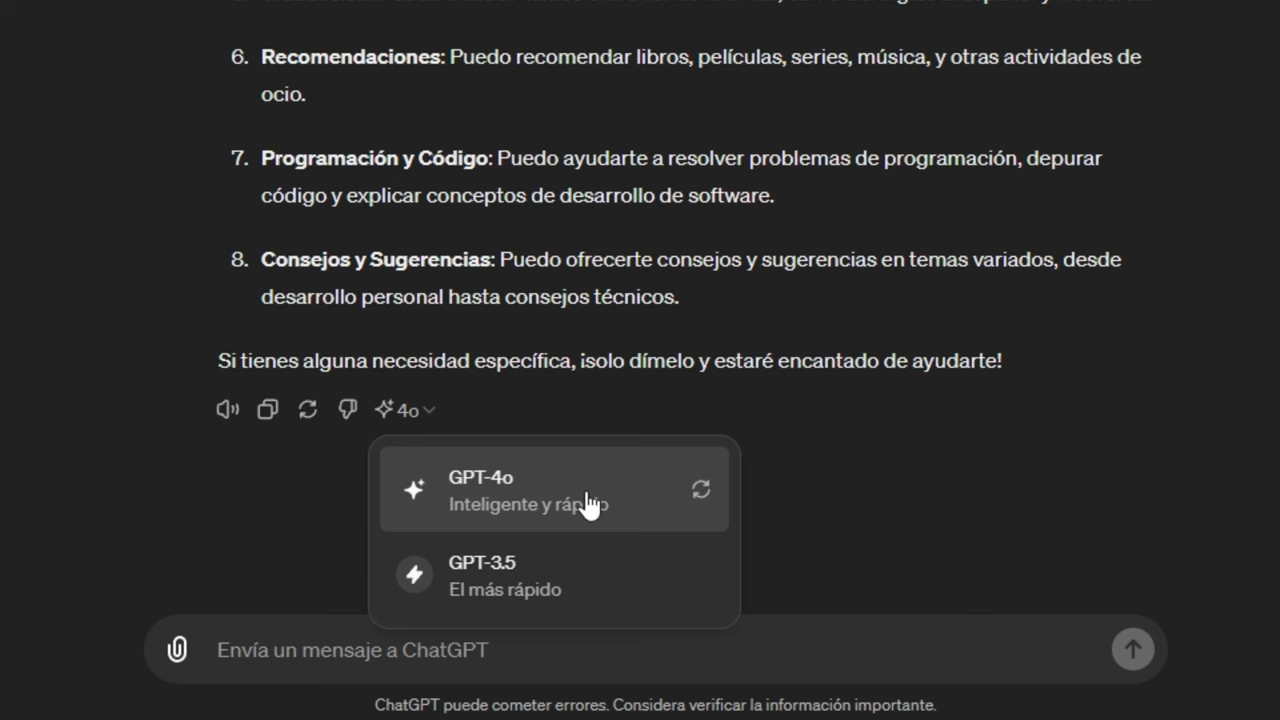 6. Recomendaciones: Puedo recomendar libros, películas, series, música, y otras actividades de
ocio.
7. Programación y Código: Puedo ayudarte a resolver problemas de programación, depurar
código y explicar conceptos de desarrollo de software.
8. Consejos y Sugerencias: Puedo ofrecerte consejos y sugerencias en temas variados, desde
desarrollo personal hasta consejos técnicos.
Si tienes alguna necesidad específica, ¡solo dímelo y estaré encantado de ayudarte!
4o
GPT-4o
Inteligente y rápido
GPT-3.5
El más rápido
Envía un mensaje a ChatGPT
ChatGPT puede cometer errores. Considera verificar la información importante.